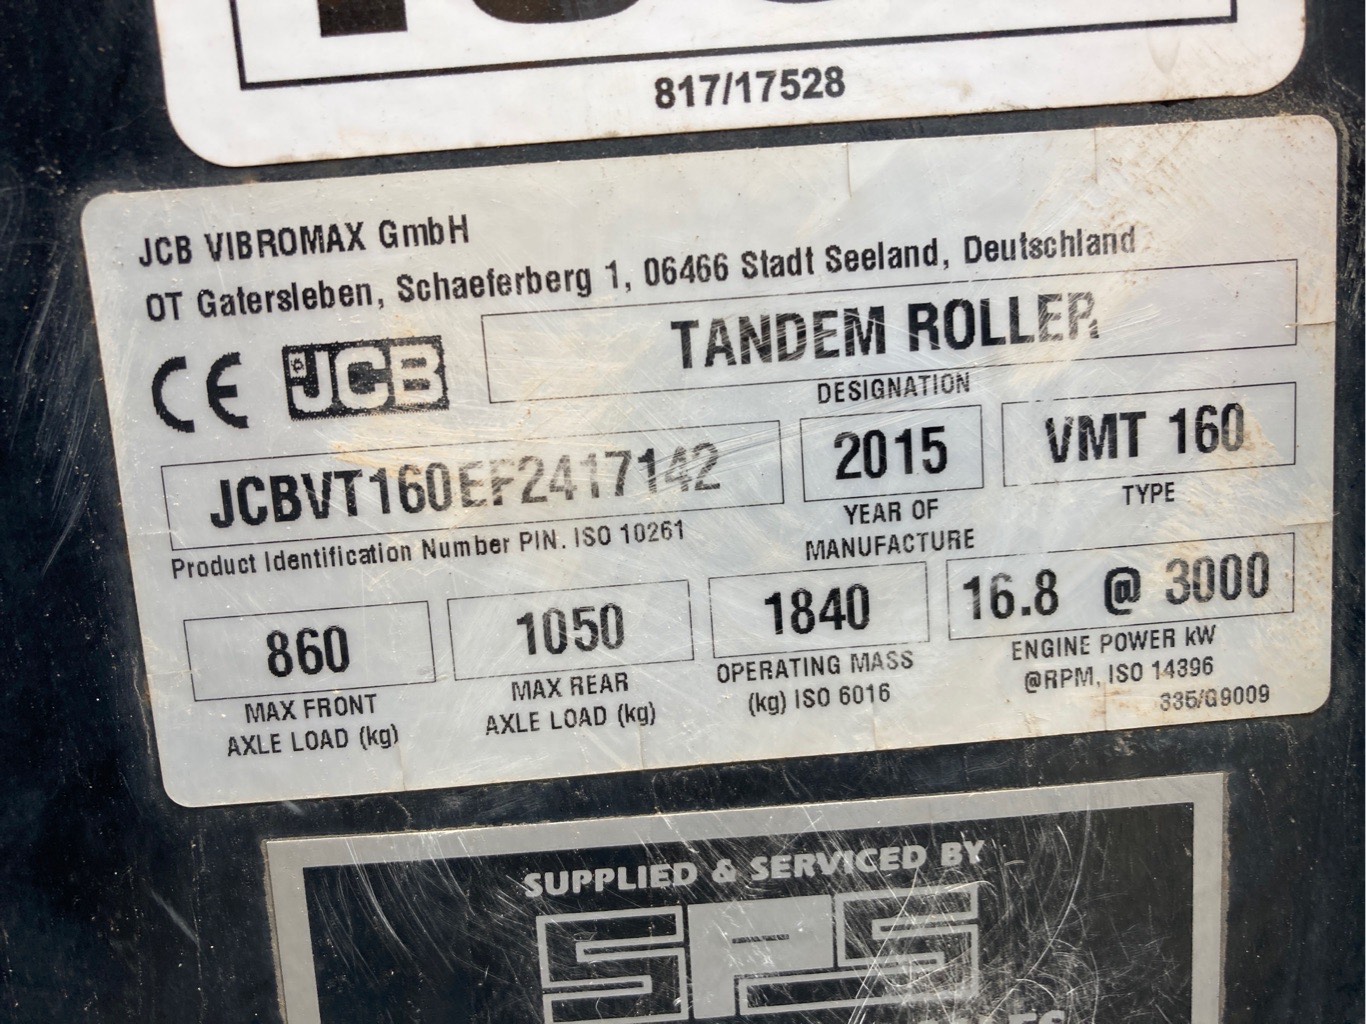 817/17528
JCB VIBROMAX GmbH
OT Gatersleben, Schaeferberg 1, 06466 Stadt Seeland, Deutschland
CE JCB TANDEM ROLLER
DESIGNATION
JCBVT160EF2417142 2015 VMT 160
Product Identification Number PIN. ISO 10261
YEAR OF
MANUFACTURE
TYPE
860 1050 1840 16.8 @ 3000
MAX FRONT
AXLE LOAD (kg)
MAX REAR
AXLE LOAD (kg)
OPERATING MASS
(kg) ISO 6016
ENGINE POWER kW
@RPM, ISO 14396
335/G9009
SUPPLIED & SERVICED BY
SPS